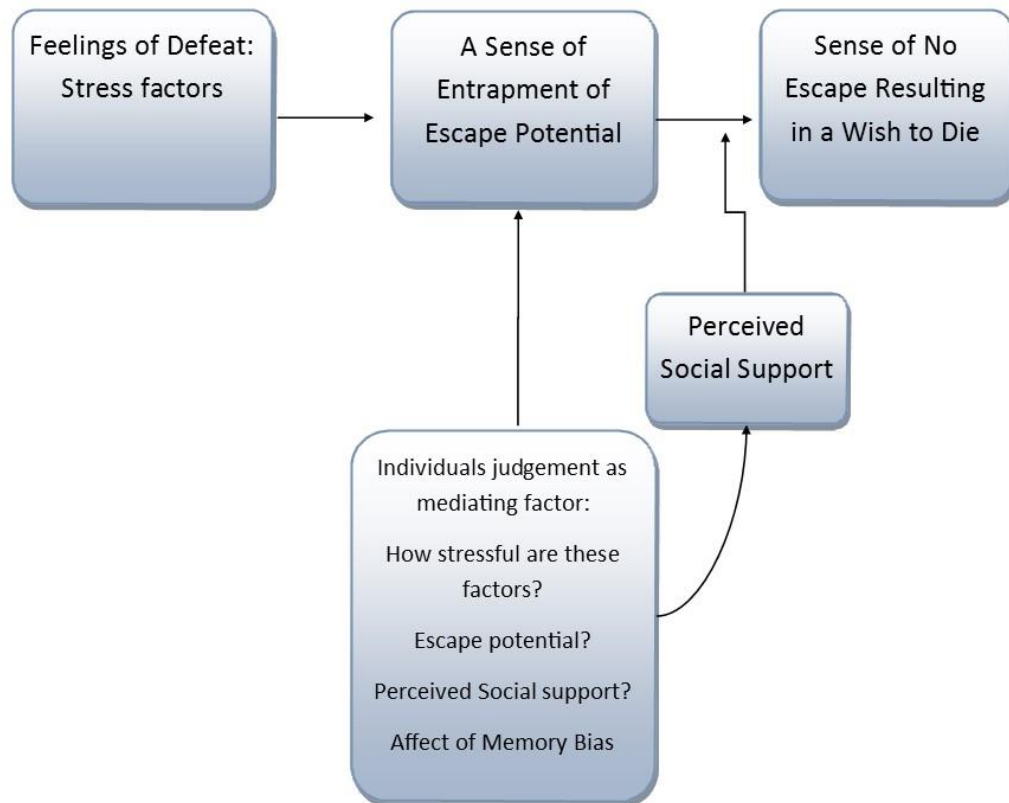 Feelings of Defeat:
Stress factors
A Sense of
Entrapment of
Escape Potential
Sense of No
Escape Resulting
in a Wish to Die
Perceived
Social Support
Individuals judgement as
mediating factor:
How stressful are these
factors?
Escape potential?
Perceived Social support?
Affect of Memory Bias